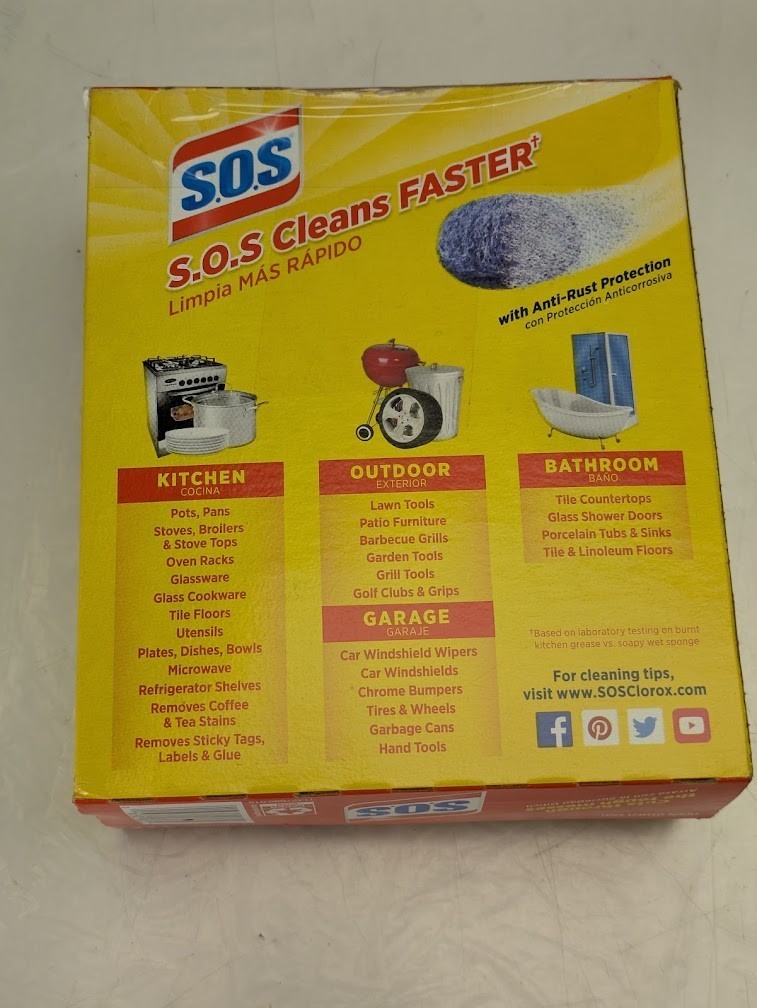 S.O.S
S.O.S Cleans FASTER†
Limpia MÁS RÁPIDO
with Anti-Rust Protection
con Protección Anticorrosiva
KITCHEN
COCINA
Pots, Pans
Stoves, Broilers
& Stove Tops
Oven Racks
Glassware
Glass Cookware
Tile Floors
Utensils
Plates, Dishes, Bowls
Microwave
Refrigerator Shelves
Removes Coffee
& Tea Stains
Removes Sticky Tags,
Labels & Glue
OUTDOOR
EXTERIOR
Lawn Tools
Patio Furniture
Barbecue Grills
Garden Tools
Grill Tools
Golf Clubs & Grips
GARAGE
GARAJE
Car Windshield Wipers
Car Windshields
Chrome Bumpers
Tires & Wheels
Garbage Cans
Hand Tools
BATHROOM
BAÑO
Tile Countertops
Glass Shower Doors
Porcelain Tubs & Sinks
Tile & Linoleum Floors
†Based on laboratory testing on burnt
kitchen grease vs. soapy wet sponge
For cleaning tips,
visit www.SOSClorox.com
S.O.S